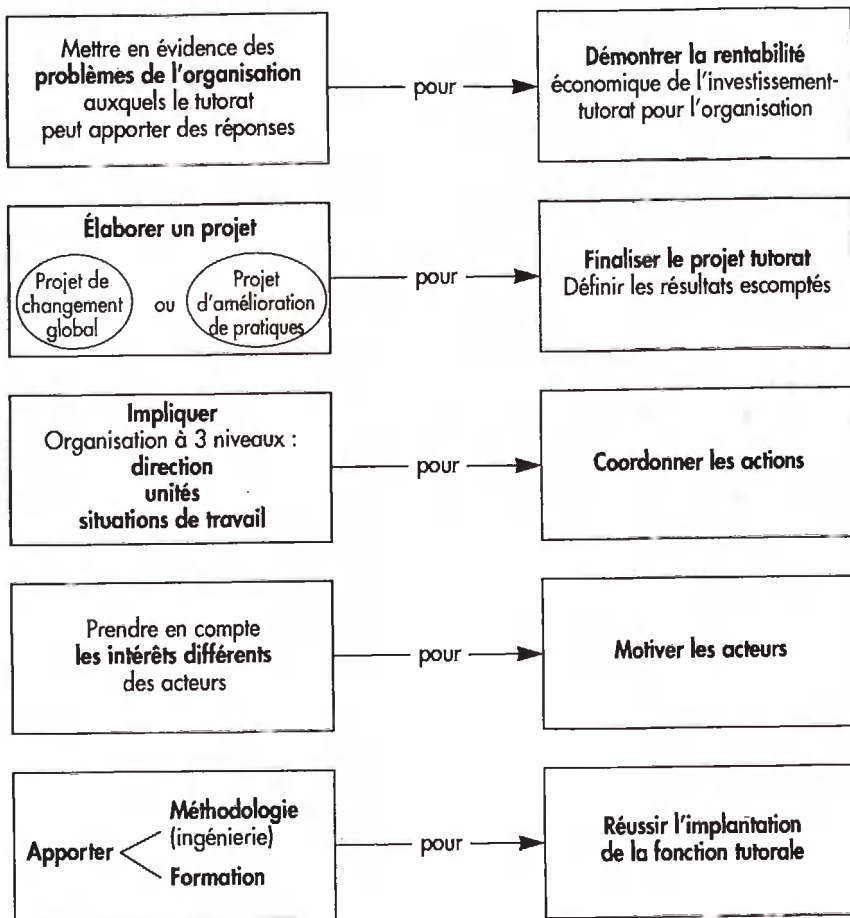 Mettre en évidence des
problèmes de l'organisation
auxquels le tutorat
peut apporter des réponses
pour
Démontrer la rentabilité
économique de l'investissement-
tutorat pour l'organisation
Élaborer un projet
Projet de
changement
global
ou
Projet
d'amélioration
de pratiques
pour
Finaliser le projet tutorat
Définir les résultats escomptés
Impliquer
Organisation à 3 niveaux :
direction
unités
situations de travail
pour
Coordonner les actions
Prendre en compte
les intérêts différents
des acteurs
pour
Motiver les acteurs
Apporter
Méthodologie
(ingénierie)
Formation
pour
Réussir l'implantation
de la fonction tutorale